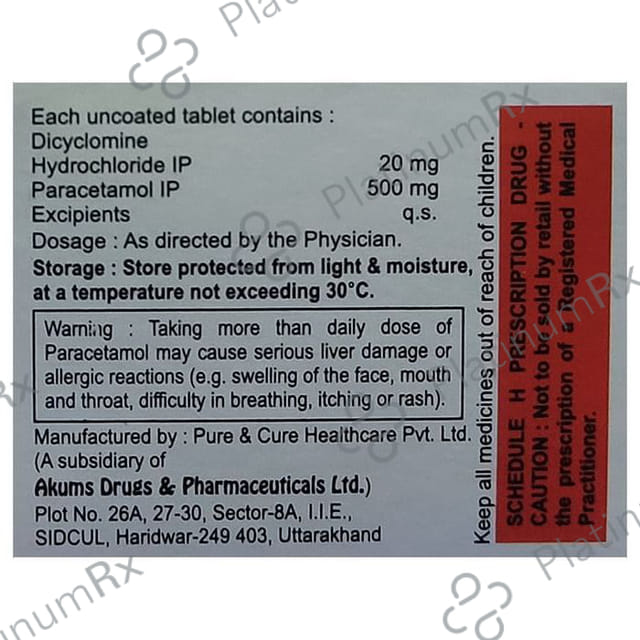 Each uncoated tablet contains :
Dicyclomine
Hydrochloride IP 20 mg
Paracetamol IP 500 mg
Excipients q.s.
Dosage : As directed by the Physician.
Storage : Store protected from light & moisture,
at a temperature not exceeding 30°C.
Warning : Taking more than daily dose of
Paracetamol may cause serious liver damage or
allergic reactions (e.g. swelling of the face, mouth
and throat, difficulty in breathing, itching or rash).
Manufactured by : Pure & Cure Healthcare Pvt. Ltd.
(A subsidiary of
Akums Drugs & Pharmaceuticals Ltd.)
Plot No. 26A, 27-30, Sector-8A, I.I.E.,
SIDCUL, Haridwar-249 403, Uttarakhand
Keep all medicines out of reach of children.
SCHEDULE H PRESCRIPTION DRUG -
CAUTION : Not to be sold by retail without
the prescription of a Registered Medical
Practitioner.
PlatinumRx